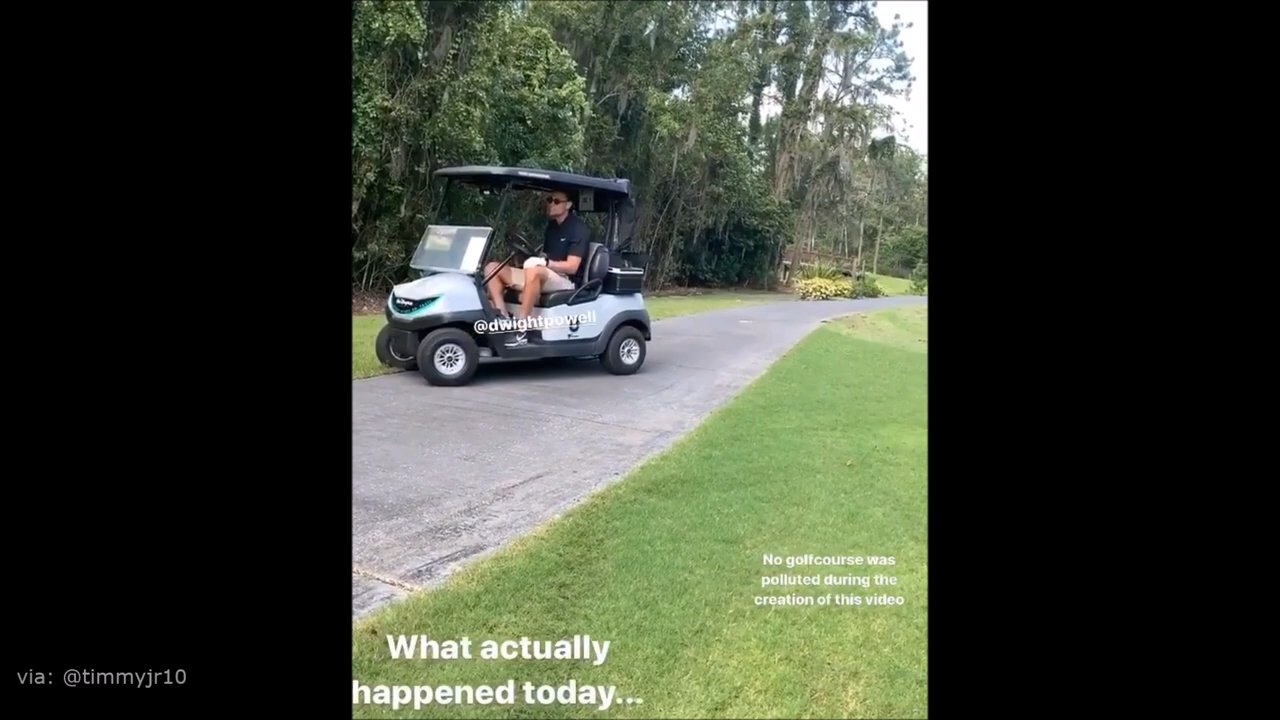 @dwightpowell
No golfcourse was
polluted during the
creation of this video
What actually
happened today...
via: @timmyjr10